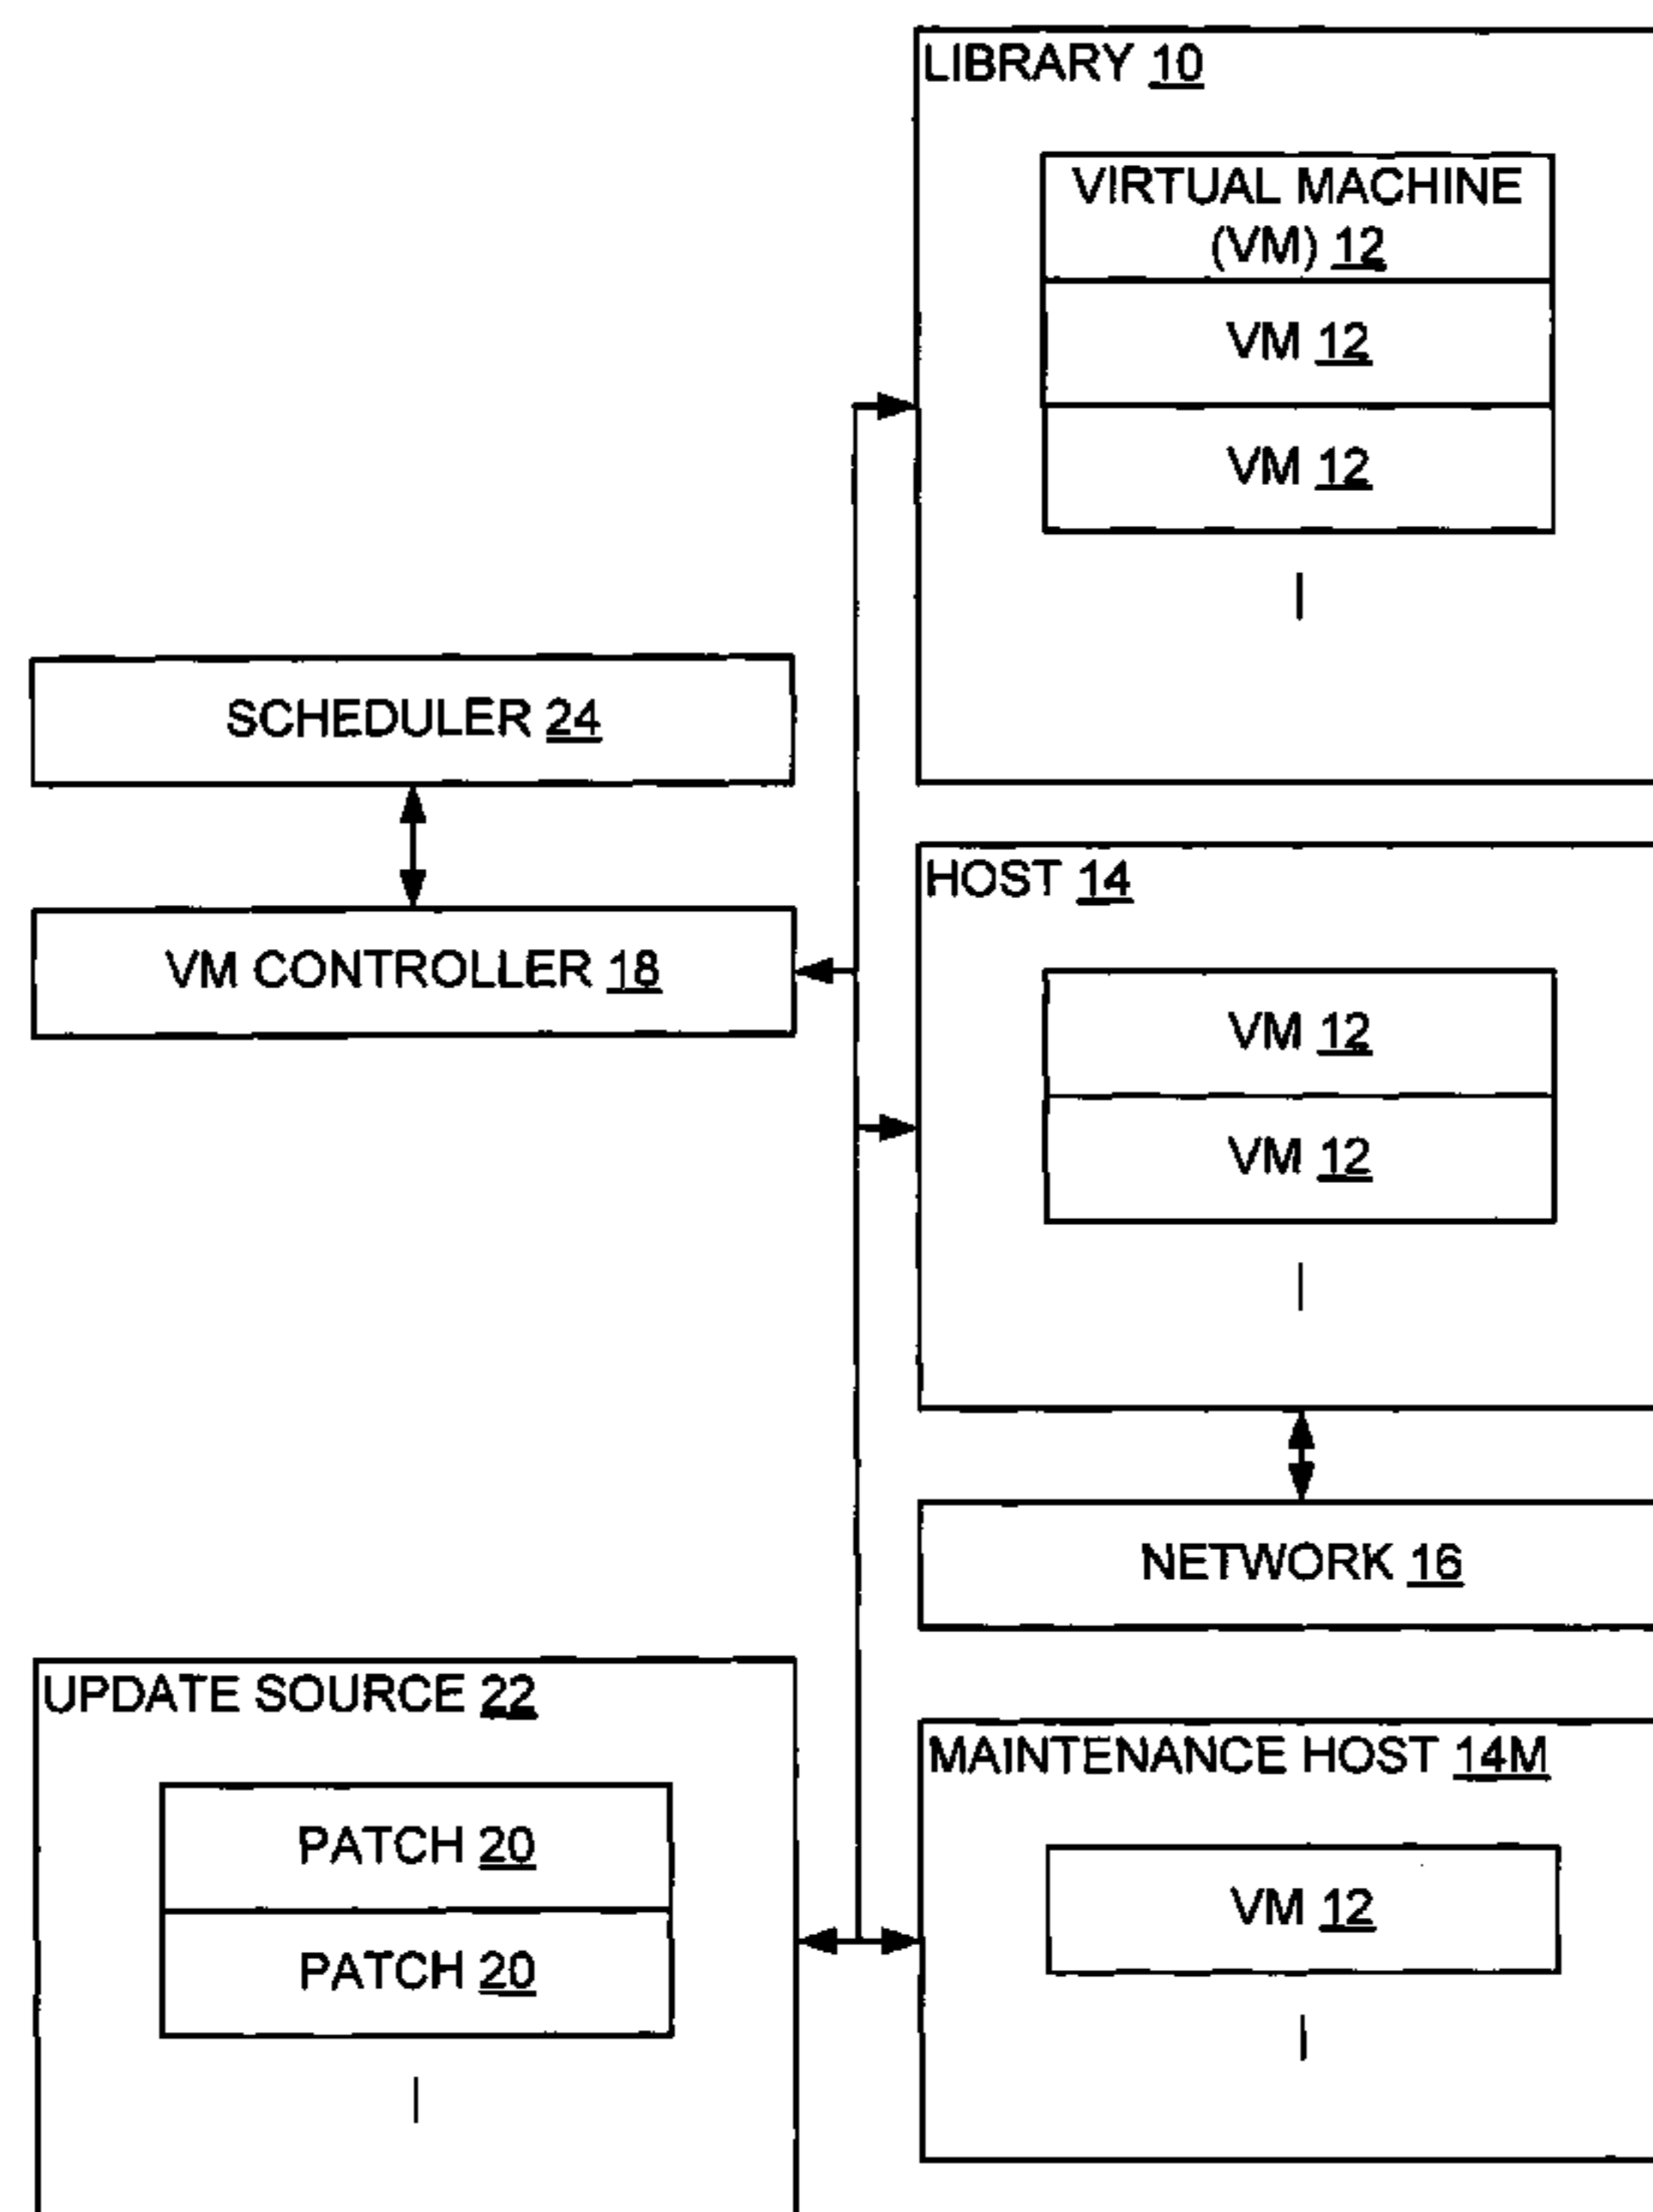 LIBRARY 10
VIRTUAL MACHINE
(VM) 12
VM 12
VM 12
SCHEDULER 24
VM CONTROLLER 18
HOST 14
VM 12
VM 12
NETWORK 16
UPDATE SOURCE 22
PATCH 20
PATCH 20
MAINTENANCE HOST 14M
VM 12